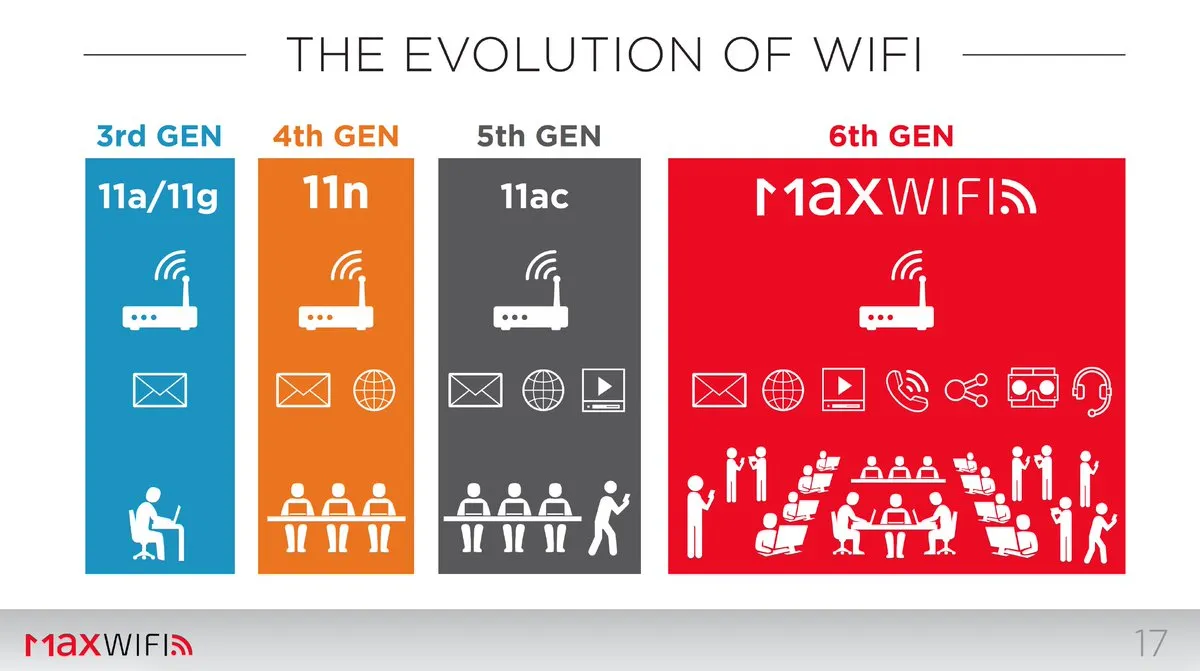 THE EVOLUTION OF WIFI
3rd GEN
11a/11g
4th GEN
11n
5th GEN
11ac
6th GEN
MaxWIFI
MaxWIFI
17